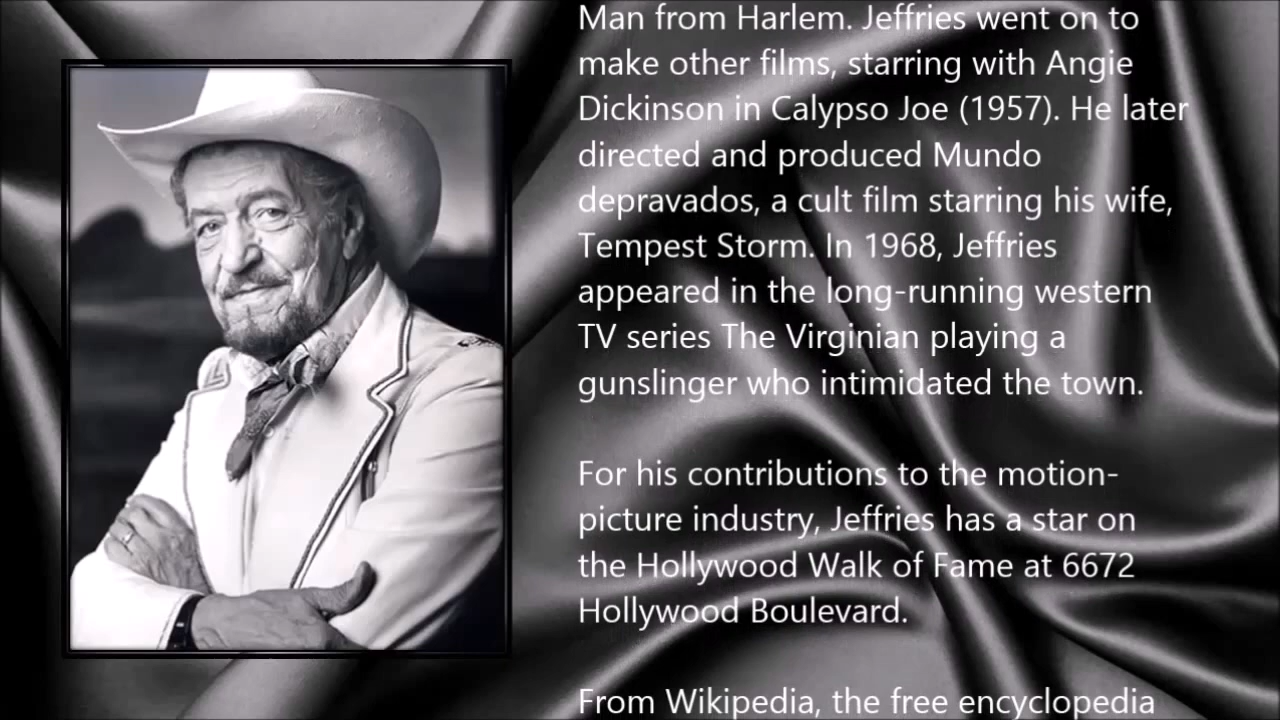 Man from Harlem. Jeffries went on to
make other films, starring with Angie
Dickinson in Calypso Joe (1957). He later
directed and produced Mundo
depravados, a cult film starring his wife,
Tempest Storm. In 1968, Jeffries
appeared in the long-running western
TV series The Virginian playing a
gunslinger who intimidated the town.
For his contributions to the motion-
picture industry, Jeffries has a star on
the Hollywood Walk of Fame at 6672
Hollywood Boulevard.
From Wikipedia, the free encyclopedia